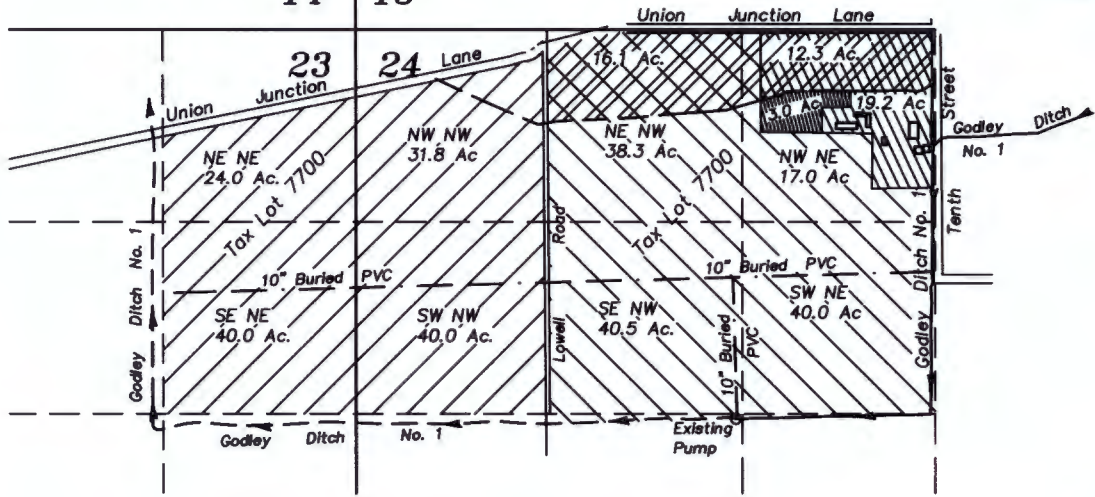 Union Junction Lane
23 24
Union Junction Lane
16.1 Ac.
12.3 Ac.
3.0 Ac
19.2 Ac
Street
Godley Ditch
No. 1
NE NE
24.0 Ac.
NW NW
31.8 Ac
NE NW
38.3 Ac
NW NE
17.0 Ac
Tax Lot 7700
Tax Lot 7700
Road
Tenth
10" Buried PVC
10" Buried PVC
SE NE
40.0 Ac.
SW NW
40.0 Ac.
SE NW
40.5 Ac.
SW NE
40.0 Ac.
Lowell
10" Buried
PVC
Godley Ditch No. 1
Godley Ditch No. 1
Godley Ditch No. 1
Existing
Pump